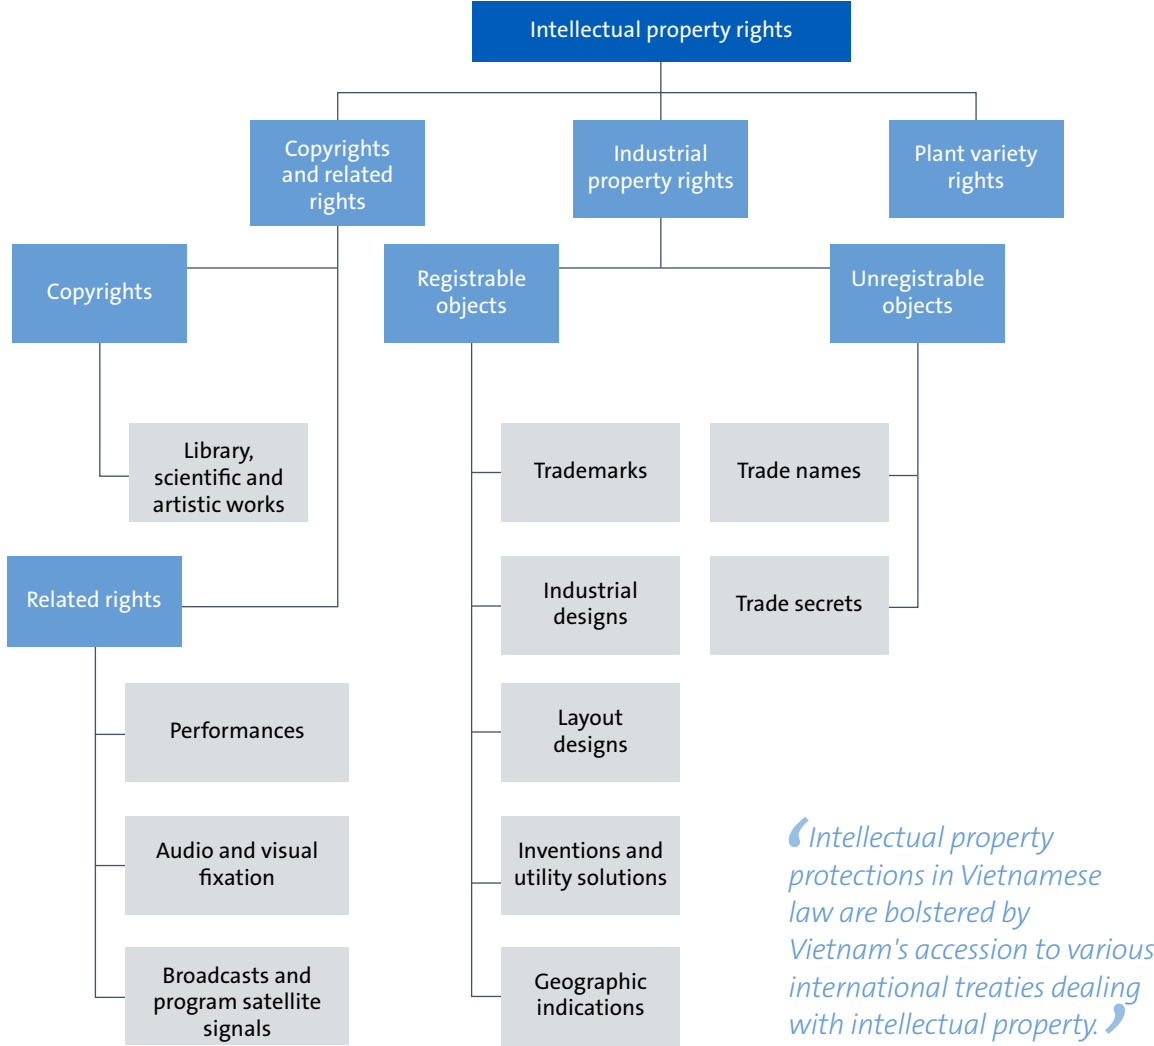 Intellectual property rights
Copyrights
and related
rights
Industrial
property rights
Plant variety
rights
Copyrights
Registrable
objects
Unregistrable
objects
Library,
scientific and
artistic works
Trademarks
Trade names
Related rights
Industrial
designs
Trade secrets
Performances
Layout
designs
Audio and visual
fixation
Inventions and
utility solutions
Broadcasts and
program satellite
signals
Geographic
indications
‘Intellectual property
protections in Vietnamese
law are bolstered by
Vietnam's accession to various
international treaties dealing
with intellectual property.’